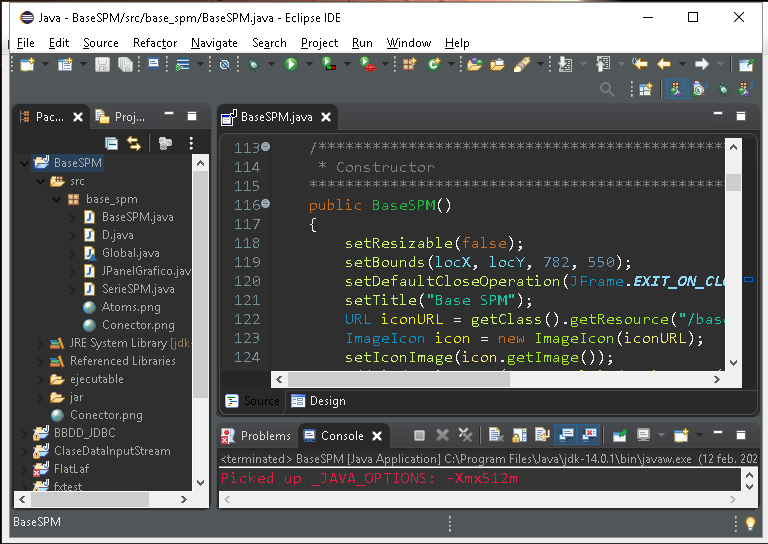 Java - BaseSPM/src/base_spm/BaseSPM.java - Eclipse IDE
File Edit Source Refactor Navigate Search Project Run Window Help
Pac...
Proj...
BaseSPM
src
base_spm
BaseSPM.java
D.java
Global.java
JPanelGrafico.jav
SerieSPM.java
Atoms.png
Conector.png
JRE System Library [jdk-
Referenced Libraries
ejecutable
jar
Conector.png
BBDD_JDBC
ClaseDataInputStream
FlatLaf
fxtest
BaseSPM.java
113 /***********************************************
114 * Constructor
115 ************************************************
116 public BaseSPM()
117 {
118 setResizable(false);
119 setBounds(locX, locY, 782, 550);
120 setDefaultCloseOperation(JFrame.EXIT_ON_CLO
121 setTitle("Base SPM");
122 URL iconURL = getClass().getResource("/base
123 ImageIcon icon = new ImageIcon(iconURL);
124 setIconImage(icon.getImage());
Source Design
Problems Console
<terminated> BaseSPM [Java Application] C:\Program Files\Java\jdk-14.0.1\bin\javaw.exe (12 feb. 202
Picked up _JAVA_OPTIONS: -Xmx512m
BaseSPM